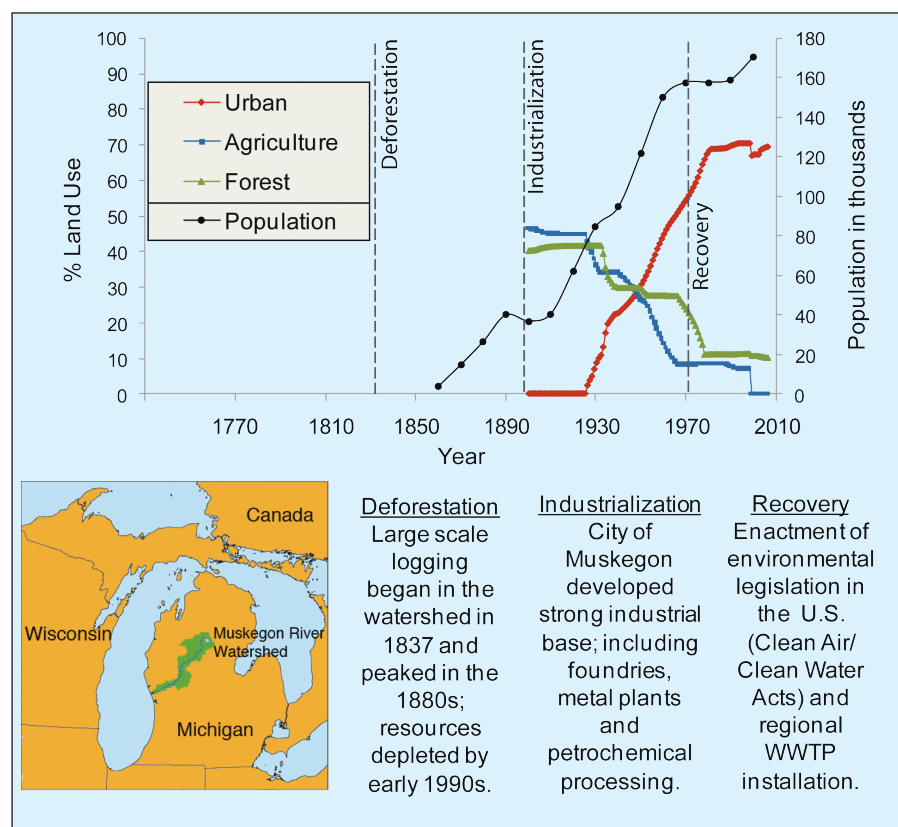 100
90
80
70
60
50
40
30
20
10
0
% Land Use
Urban
Agriculture
Forest
Population
Deforestation
Industrialization
Recovery
180
160
140
120
100
80
60
40
20
0
Population in thousands
1770
1810
1850
1890
1930
1970
2010
Year
Canada
Wisconsin
Muskegon River
Watershed
Michigan
Deforestation
Large scale
logging
began in the
watershed in
1837 and
peaked in the
1880s;
resources
depleted by
early 1990s.
Industrialization
City of
Muskegon
developed
strong industrial
base; including
foundries,
metal plants
and
petrochemical
processing.
Recovery
Enactment of
environmental
legislation in
the U.S.
(Clean Air/
Clean Water
Acts) and
regional
WWTP
installation.